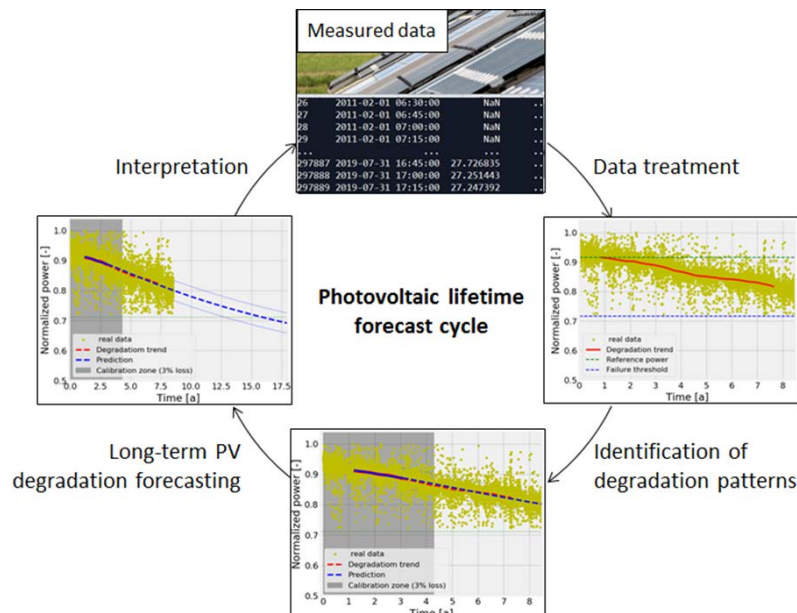 Measured data
26 2011-02-01 06:30:00 NaN ..
27 2011-02-01 06:45:00 NaN ..
28 2011-02-01 07:00:00 NaN ..
29 2011-02-01 07:15:00 NaN ..
... ... ... ..
297887 2019-07-31 16:45:00 27.726835 ..
297888 2019-07-31 17:00:00 27.251443 ..
297889 2019-07-31 17:15:00 27.247392 ..
Interpretation
Data treatment
Normalized power [-]
1.0
0.9
0.8
0.7
0.6
0.5
real data
Degradatiom trend
Prediction
Calibration zone (3% loss)
0.0 2.5 5.0 7.5 10.0 12.5 15.0 17.5
Time [a]
Photovoltaic lifetime
forecast cycle
Normalized power [-]
1.0
0.9
0.8
0.7
0.6
0.5
real data
Degradation trend
Reference power
Failure threshold
0 1 2 3 4 5 6 7 8
Time [a]
Long-term PV
degradation forecasting
Identification of
degradation patterns
Normalized power [-]
1.0
0.9
0.8
0.7
0.6
0.5
real data
Degradatiom trend
Prediction
Calibration zone (3% loss)
0 1 2 3 4 5 6 7 8
Time [a]